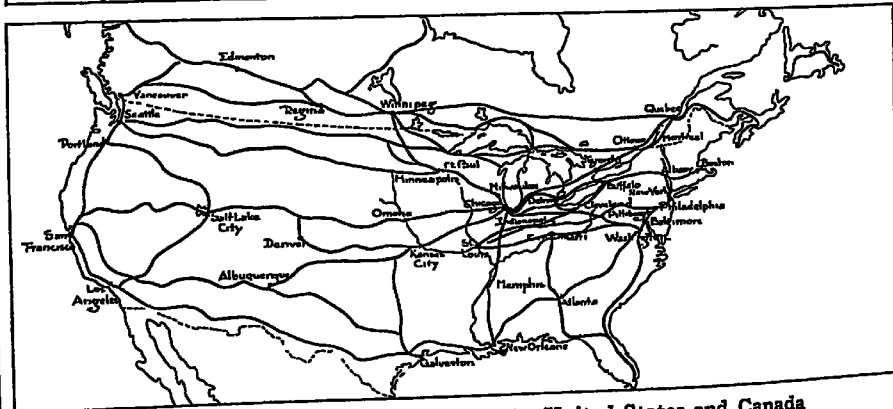 Edmonton
Vancouver
Seattle
Regina
Winnipeg
Quebec
Portland
Ottawa
Montreal
Toronto
St Paul
Minneapolis
Milwaukee
Albany
Boston
Buffalo
New York
Chicago
Detroit
Cleveland
Philadelphia
Salt Lake
City
Omaha
Indianapolis
Pittsburg
Baltimore
San
Francisco
Denver
Kansas
City
St
Louis
Cincinnati
Wash
Albuquerque
Memphis
Los
Angeles
Atlanta
New Orleans
Galveston
United States and Canada